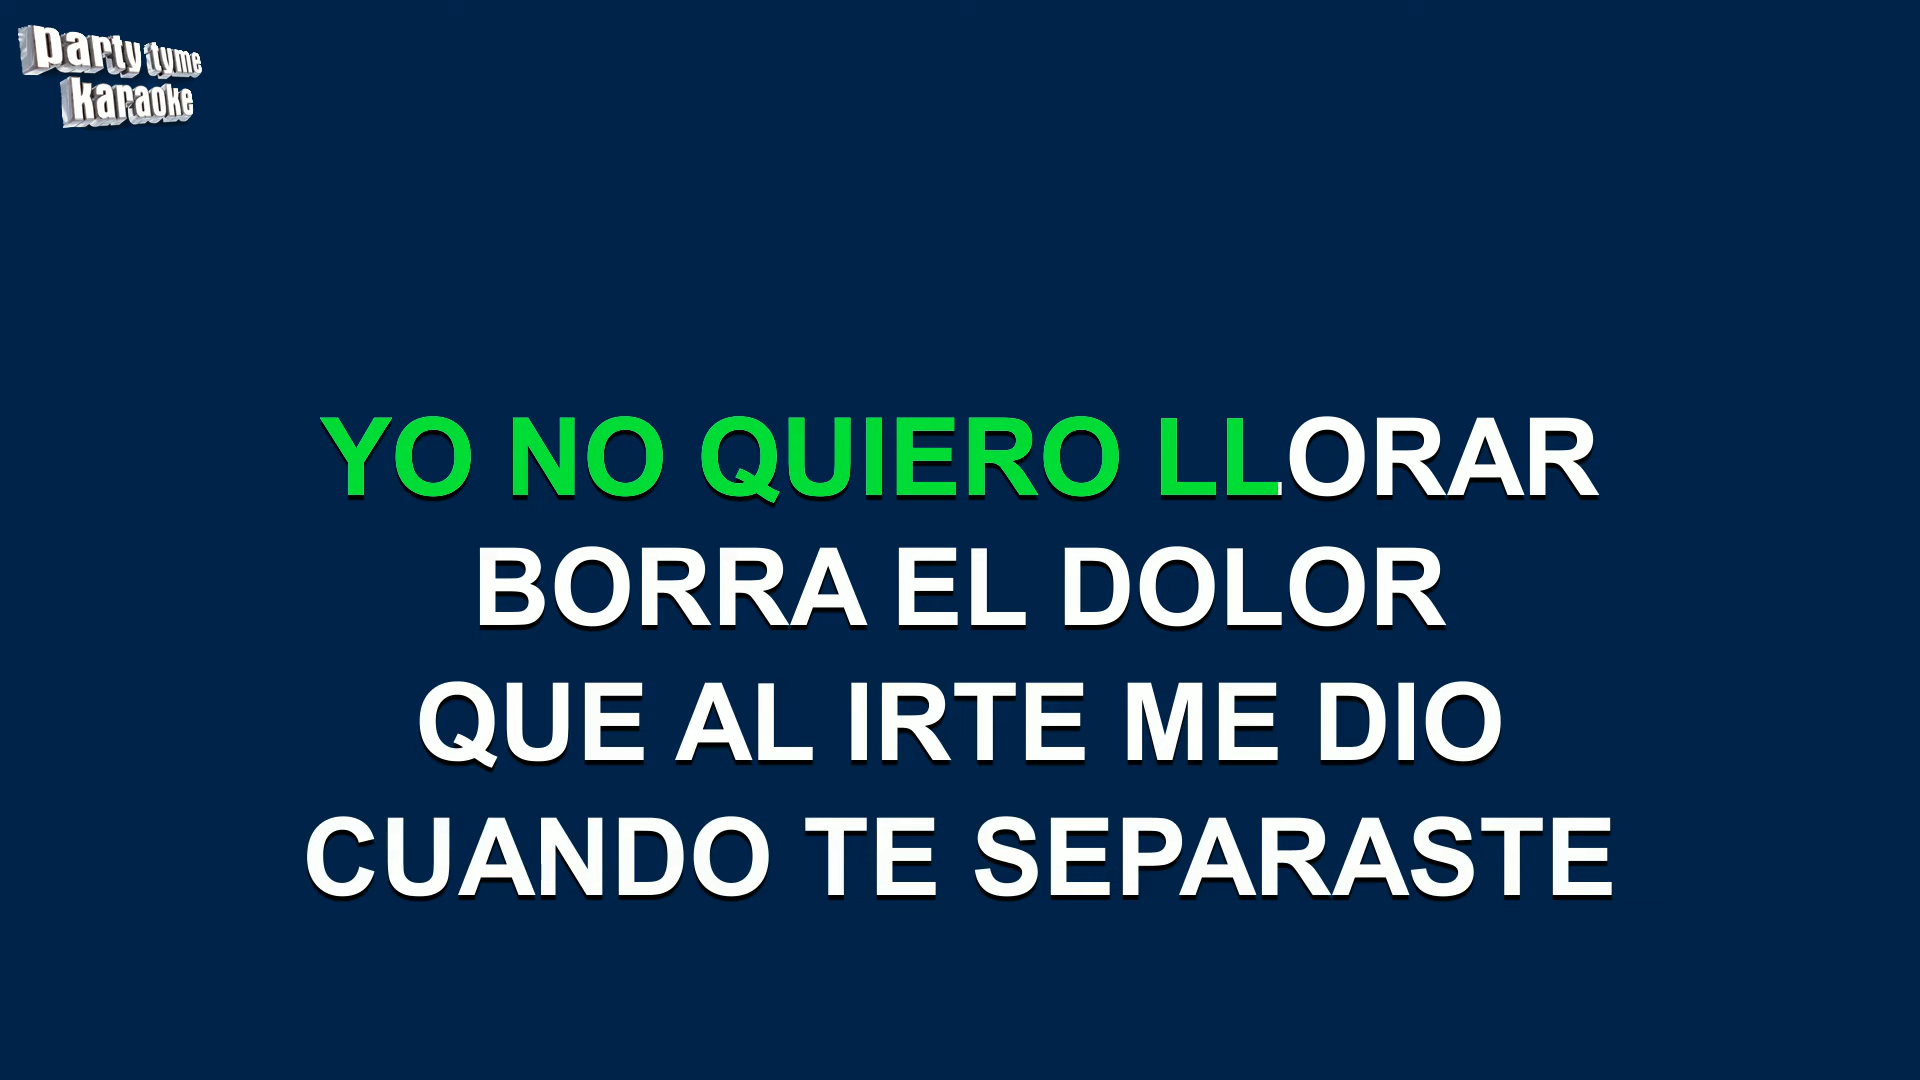 party tyme
karaoke
YO NO QUIERO LLORAR
BORRA EL DOLOR
QUE AL IRTE ME DIO
CUANDO TE SEPARASTE